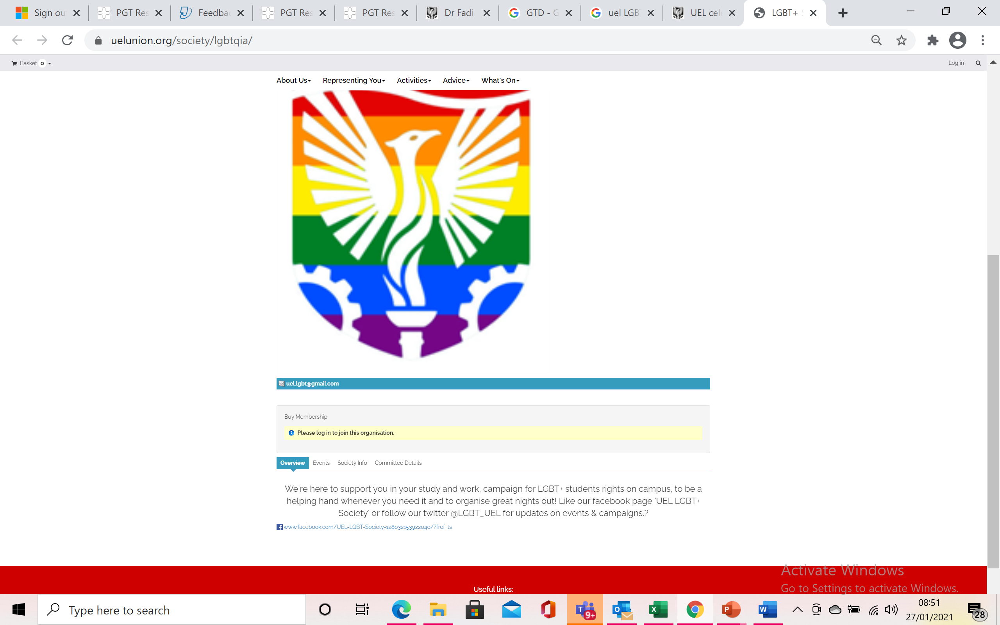 Sign ou
PGT Res
Feedbac
PGT Res
PGT Res
Dr Fadi
GTD - G
uel LGB
UEL cel
LGBT+ S
uelunion.org/society/lgbtqia/
Basket 0
Log in
About Us Representing You Activities Advice What's On
uel.lgbt@gmail.com
Buy Membership
Please log in to join this organisation.
Overview Events Society Info Committee Details
We're here to support you in your study and work, campaign for LGBT+ students rights on campus, to be a
helping hand whenever you need it and to organise great nights out! Like our facebook page 'UEL LGBT+
Society' or follow our twitter @LGBT_UEL for updates on events & campaigns.?
www.facebook.com/UEL-LGBT-Society-128032153922040/?fref=ts
Activate Windows
Go to Settings to activate Windows.
Useful links:
Type here to search
T 9+
O
X
P
W
08:51
27/01/2021
28